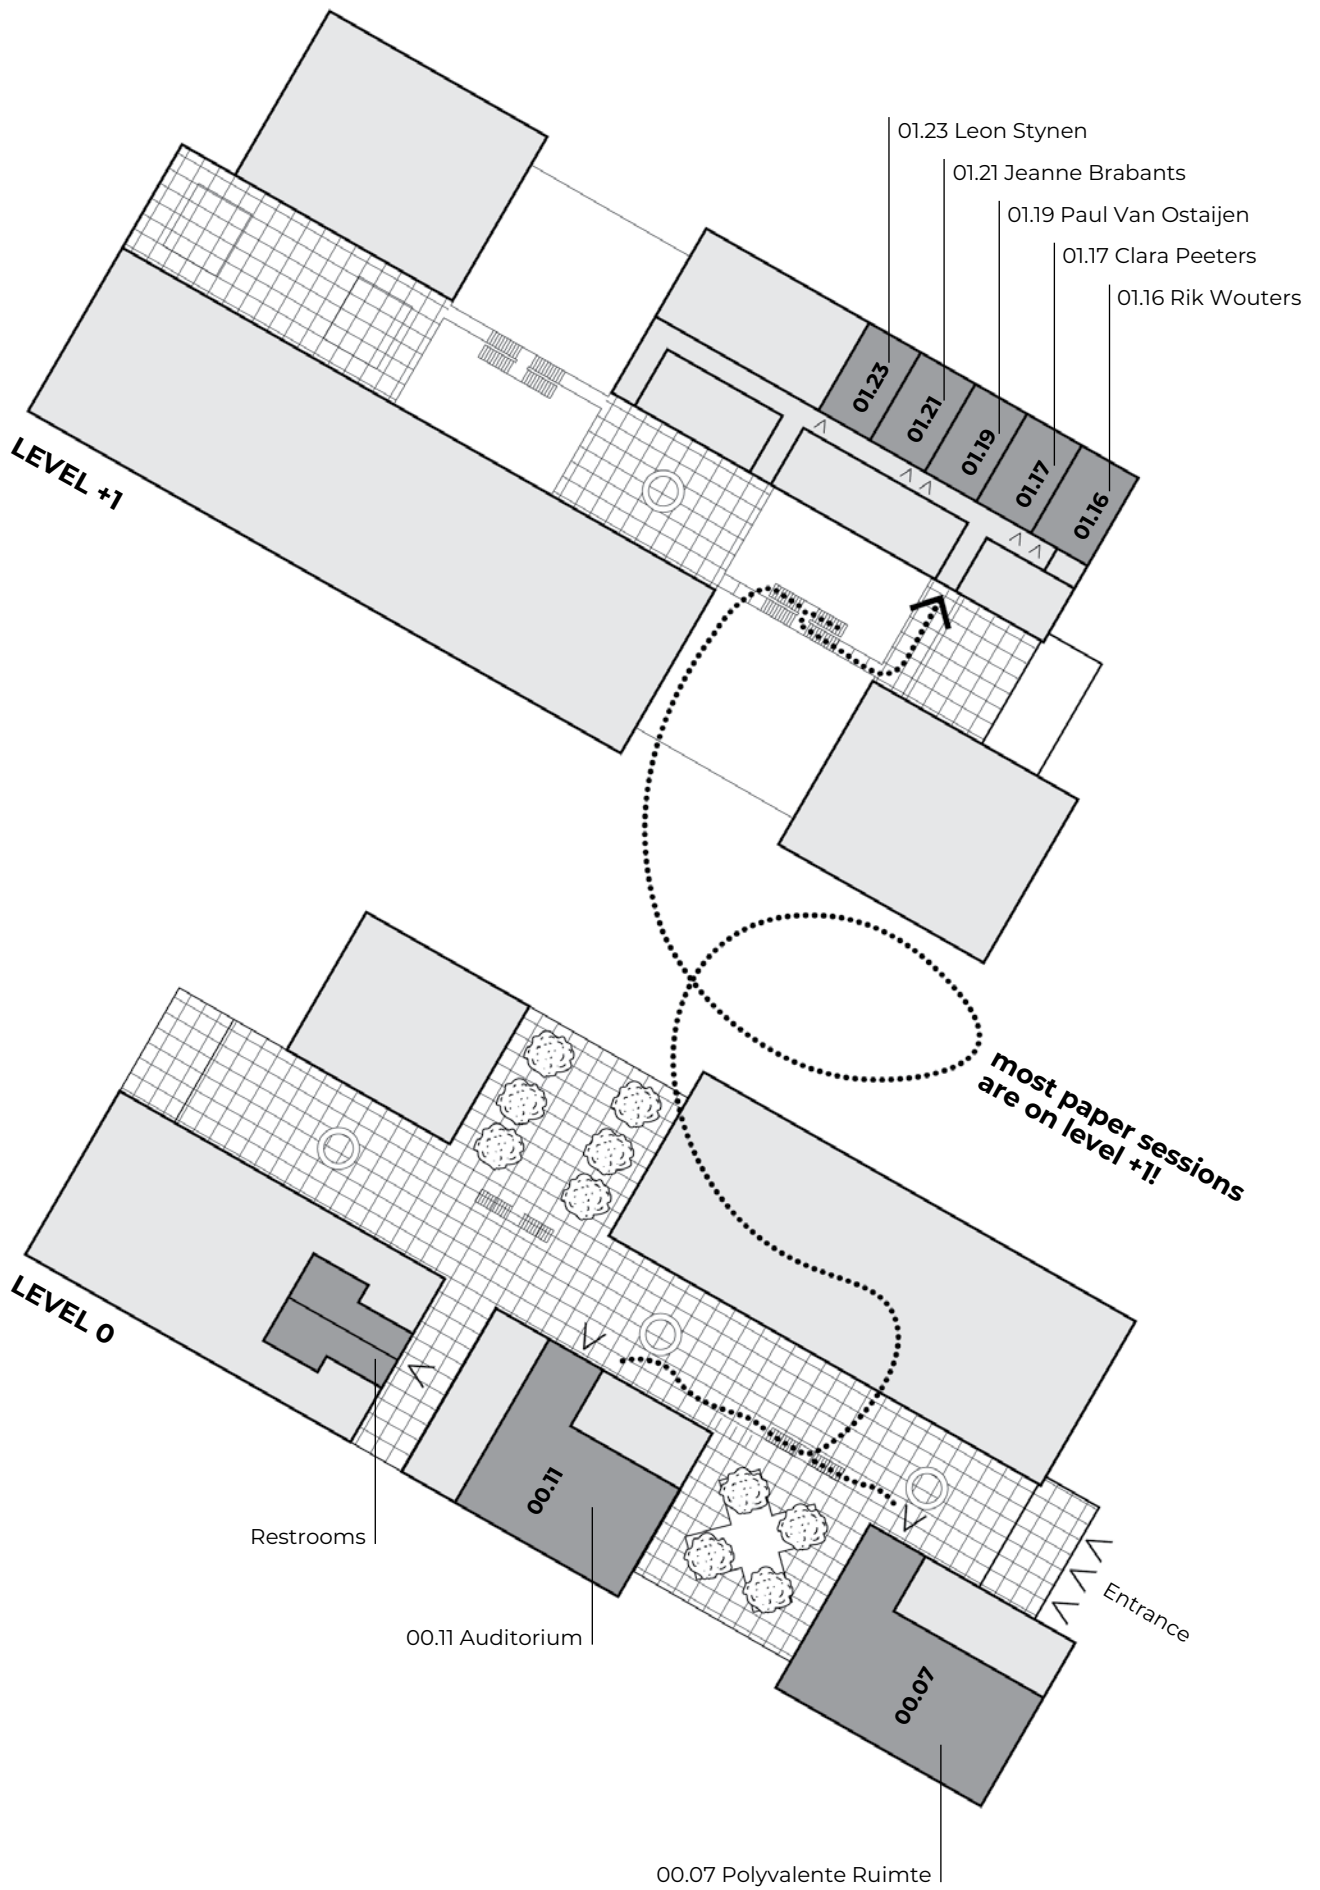 01.23 Leon Stynen
01.21 Jeanne Brabants
01.19 Paul Van Ostaijen
01.17 Clara Peeters
01.16 Rik Wouters
01.23
01.21
01.19
01.17
01.16
LEVEL +1
most paper sessions
are on level +1!
LEVEL 0
00.11
Restrooms
Entrance
00.11 Auditorium
00.07
00.07 Polyvalente Ruimte